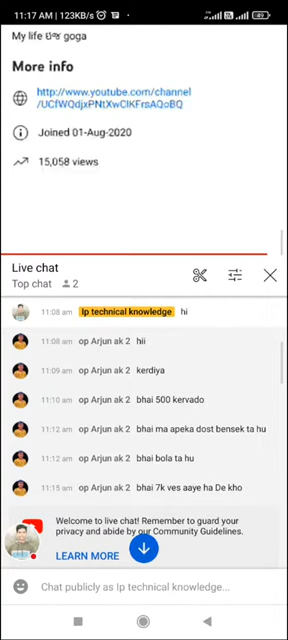 11:17 AM | 123KB/s
My life ઇજ goga
More info
http://www.youtube.com/channel
/UCfWQdjxPNtXwClKFrsAQoBQ
Joined 01-Aug-2020
15,058 views
Live chat
Top chat 2
11:08 am Ip technical knowledge hi
11:08 am op Arjun ak 2 hii
11:09 am op Arjun ak 2 kerdiya
11:10 am op Arjun ak 2 bhai 500 kervado
11:12 am op Arjun ak 2 bhai ma apeka dost bensek ta hu
11:12 am op Arjun ak 2 bhai bola ta hu
11:15 am op Arjun ak 2 bhai 7k ves aaye ha De kho
Welcome to live chat! Remember to guard your
privacy and abide by our Community Guidelines.
LEARN MORE
Chat publicly as Ip technical knowledge...